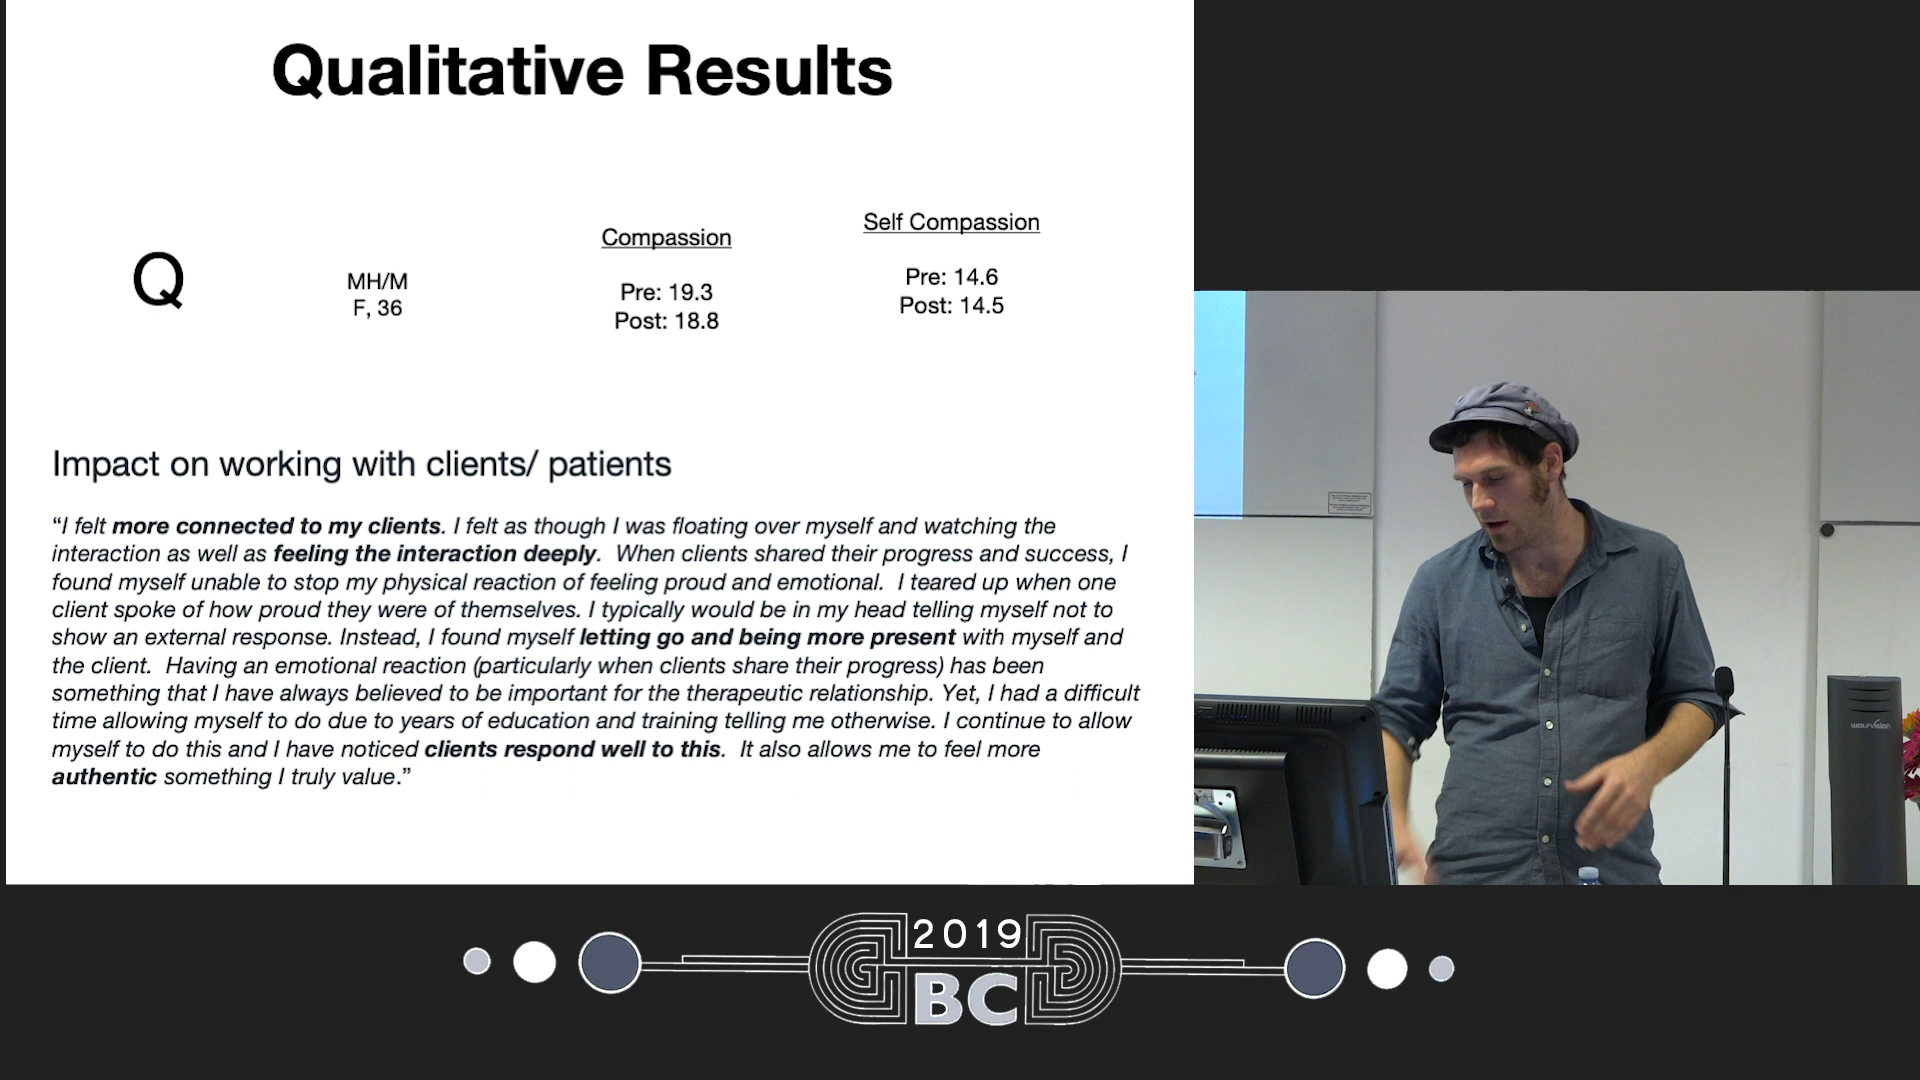 Qualitative Results
Q
MH/M
F, 36
Compassion
Pre: 19.3
Post: 18.8
Self Compassion
Pre: 14.6
Post: 14.5
Impact on working with clients/ patients
“I felt more connected to my clients. I felt as though I was floating over myself and watching the
interaction as well as feeling the interaction deeply.  When clients shared their progress and success, I
found myself unable to stop my physical reaction of feeling proud and emotional.  I teared up when one
client spoke of how proud they were of themselves. I typically would be in my head telling myself not to
show an external response. Instead, I found myself letting go and being more present with myself and
the client.  Having an emotional reaction (particularly when clients share their progress) has been
something that I have always believed to be important for the therapeutic relationship. Yet, I had a difficult
time allowing myself to do due to years of education and training telling me otherwise. I continue to allow
myself to do this and I have noticed clients respond well to this.  It also allows me to feel more
authentic something I truly value.”
wolfvision
2019
BC